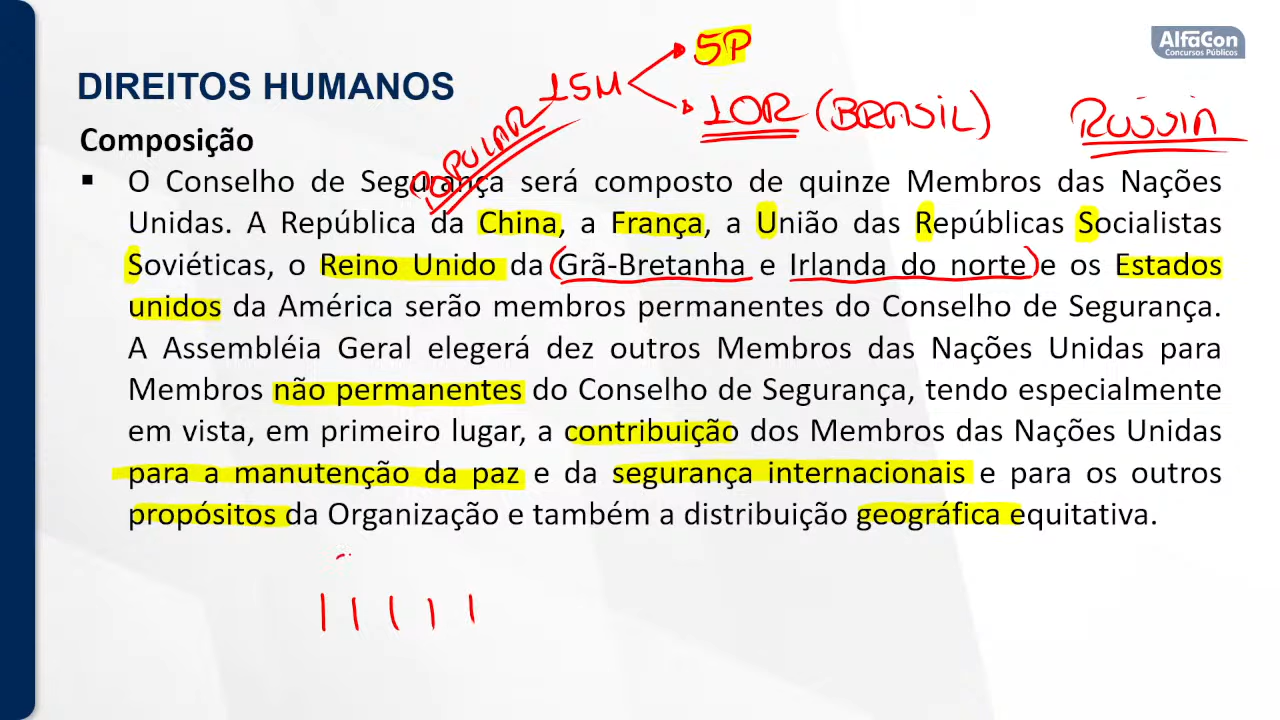 AlfaCon
Concursos Públicos
5P
DIREITOS HUMANOS
15M
10R (BRASIL)
RÚSSIA
POPULAR
Composição
▪ O Conselho de Segurança será composto de quinze Membros das Nações
Unidas. A República da China, a França, a União das Repúblicas Socialistas
Soviéticas, o Reino Unido da (Grã-Bretanha e Irlanda do norte) e os Estados
unidos da América serão membros permanentes do Conselho de Segurança.
A Assembléia Geral elegerá dez outros Membros das Nações Unidas para
Membros não permanentes do Conselho de Segurança, tendo especialmente
em vista, em primeiro lugar, a contribuição dos Membros das Nações Unidas
para a manutenção da paz e da segurança internacionais e para os outros
propósitos da Organização e também a distribuição geográfica equitativa.